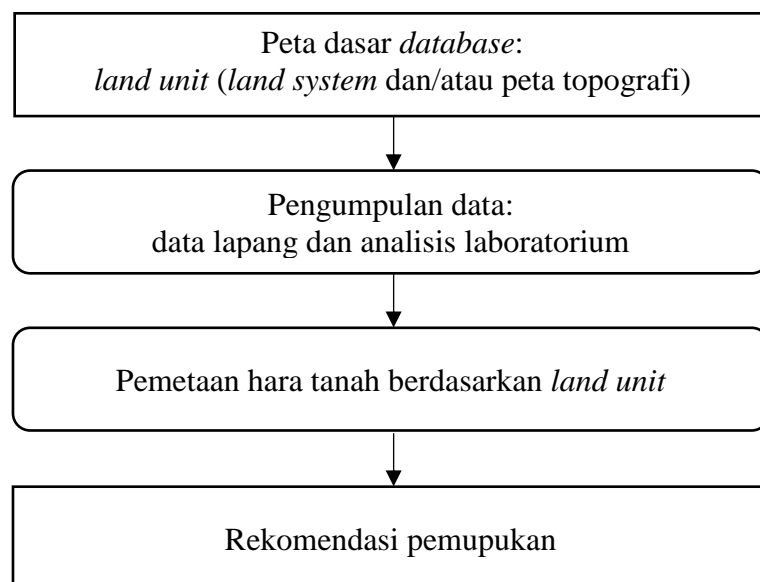 Peta dasar database:
land unit (land system dan/atau peta topografi)
Pengumpulan data:
data lapang dan analisis laboratorium
Pemetaan hara tanah berdasarkan land unit
Rekomendasi pemupukan